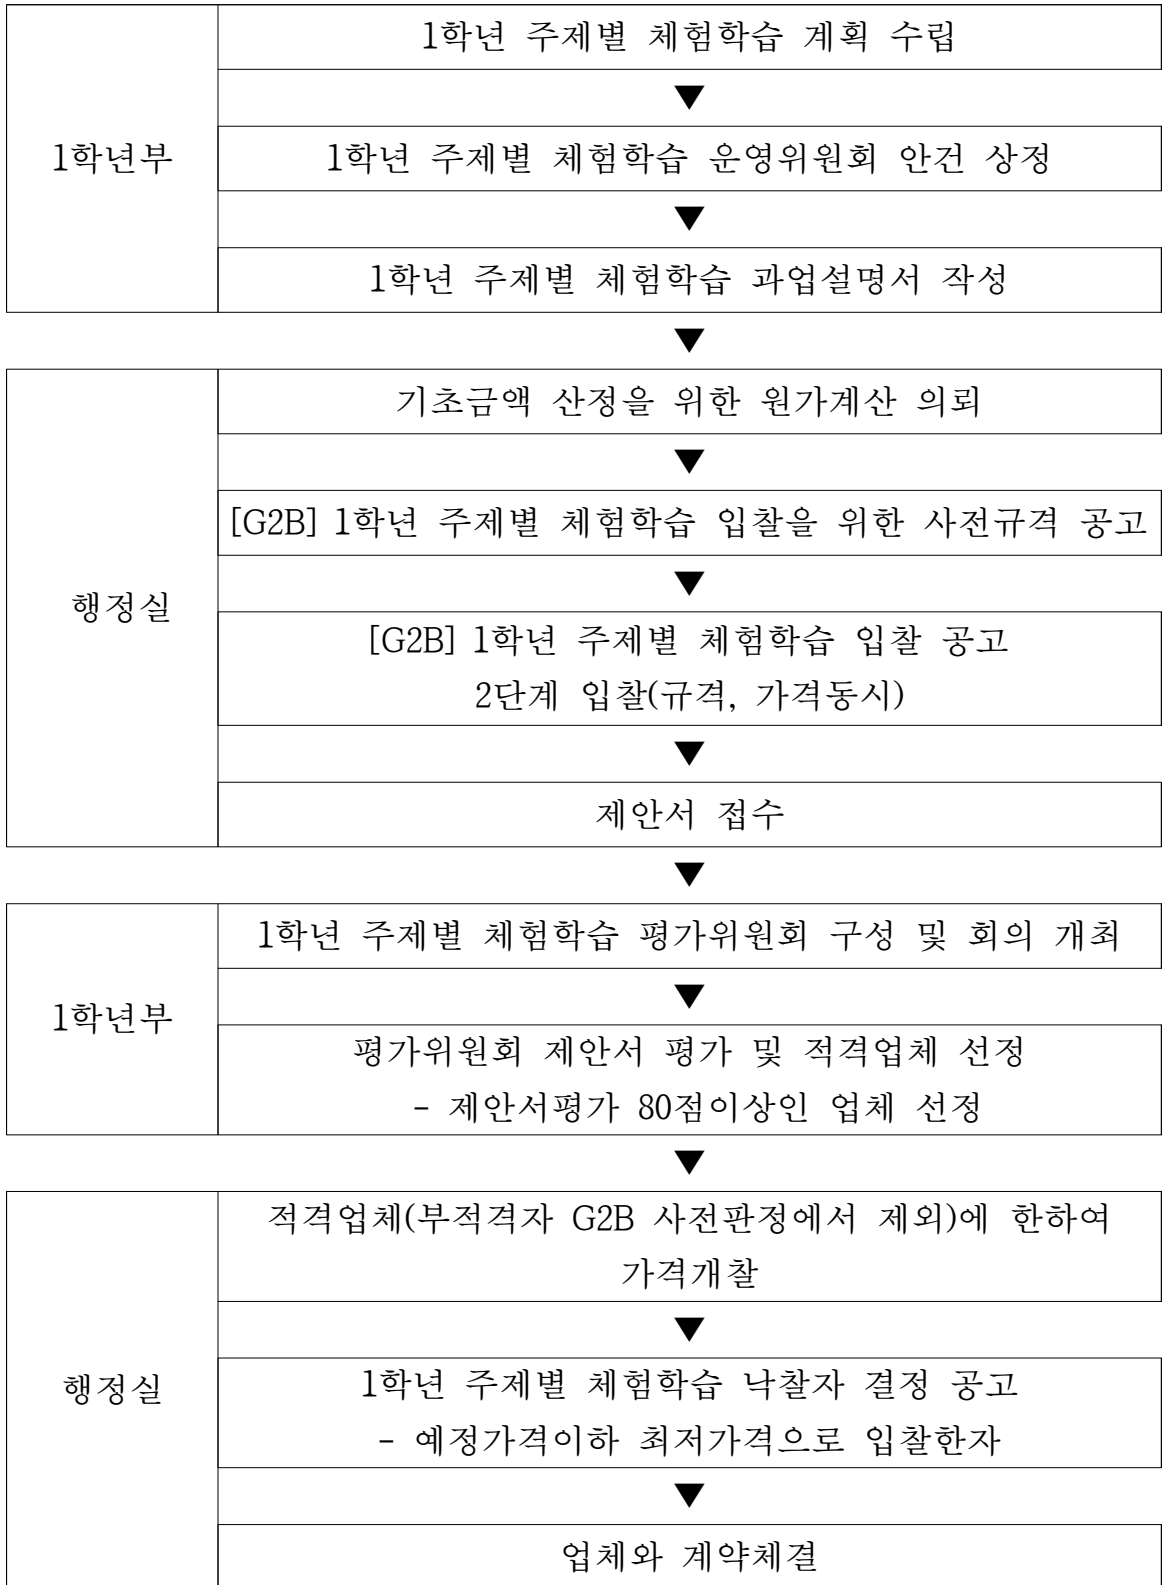 1학년부
1학년 주제별 체험학습 계획 수립
▼
1학년 주제별 체험학습 운영위원회 안건 상정
▼
1학년 주제별 체험학습 과업설명서 작성
▼
행정실
기초금액 산정을 위한 원가계산 의뢰
▼
[G2B] 1학년 주제별 체험학습 입찰을 위한 사전규격 공고
▼
[G2B] 1학년 주제별 체험학습 입찰 공고
2단계 입찰(규격, 가격동시)
▼
제안서 접수
▼
1학년부
1학년 주제별 체험학습 평가위원회 구성 및 회의 개최
▼
평가위원회 제안서 평가 및 적격업체 선정
- 제안서평가 80점이상인 업체 선정
▼
행정실
적격업체(부적격자 G2B 사전판정에서 제외)에 한하여
가격개찰
▼
1학년 주제별 체험학습 낙찰자 결정 공고
- 예정가격이하 최저가격으로 입찰한자
▼
업체와 계약체결